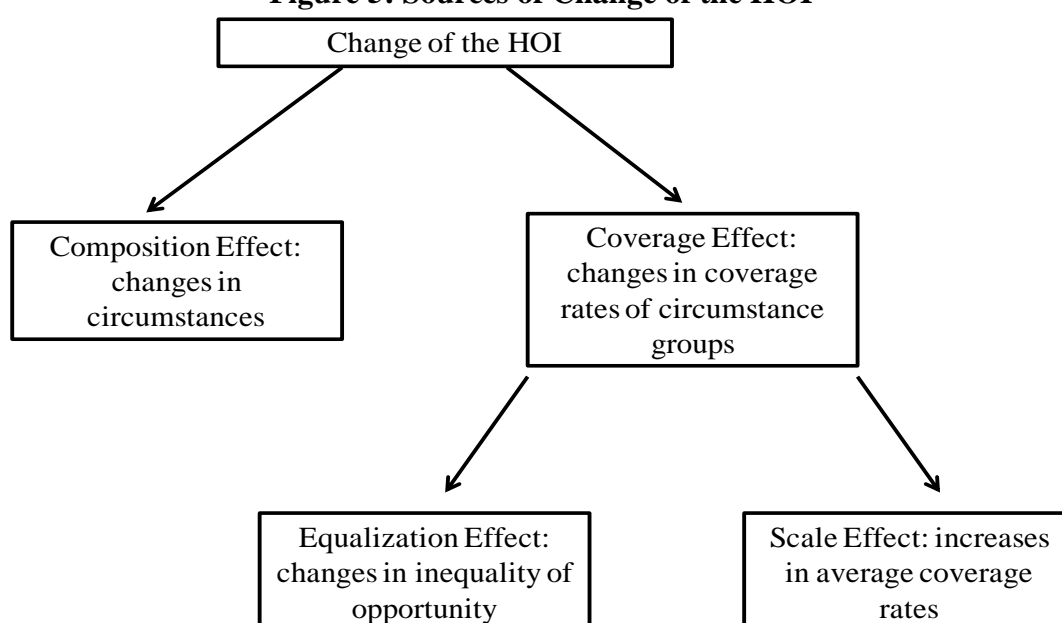 Figure 3: Sources of Change of the HOI
Change of the HOI
Composition Effect:
changes in
circumstances
Coverage Effect:
changes in coverage
rates of circumstance
groups
Equalization Effect:
changes in inequality of
opportunity
Scale Effect: increases
in average coverage
rates